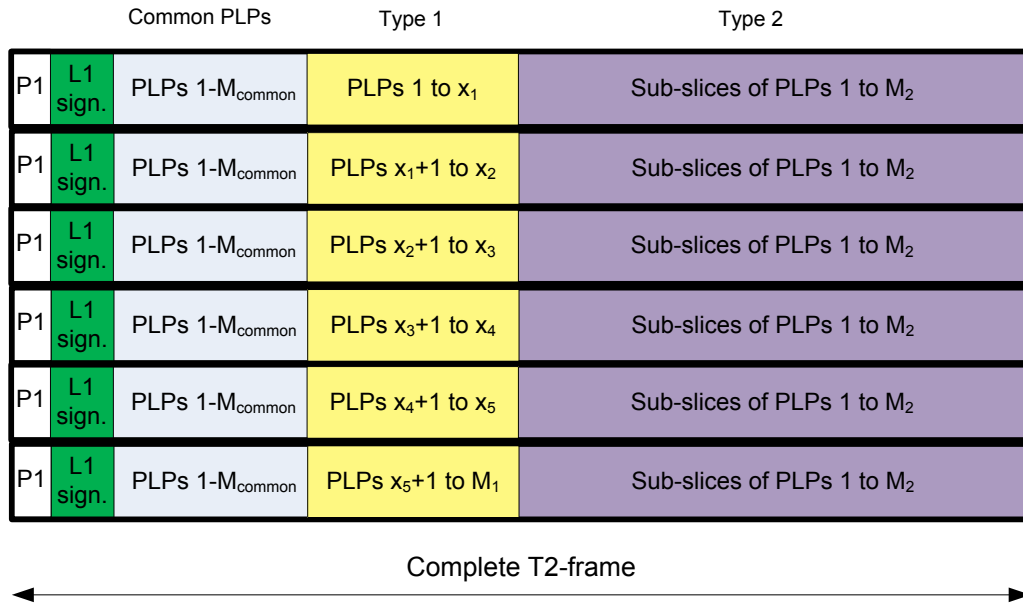 Common PLPs Type 1 Type 2
P1 L1 sign. PLPs 1-Mcommon PLPs 1 to x1 Sub-slices of PLPs 1 to M2
P1 L1 sign. PLPs 1-Mcommon PLPs x1+1 to x2 Sub-slices of PLPs 1 to M2
P1 L1 sign. PLPs 1-Mcommon PLPs x2+1 to x3 Sub-slices of PLPs 1 to M2
P1 L1 sign. PLPs 1-Mcommon PLPs x3+1 to x4 Sub-slices of PLPs 1 to M2
P1 L1 sign. PLPs 1-Mcommon PLPs x4+1 to x5 Sub-slices of PLPs 1 to M2
P1 L1 sign. PLPs 1-Mcommon PLPs x5+1 to M1 Sub-slices of PLPs 1 to M2
Complete T2-frame